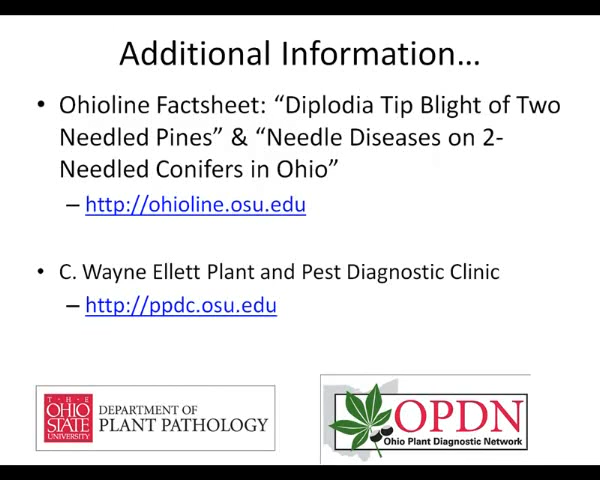 Additional Information…
• Ohioline Factsheet: “Diplodia Tip Blight of Two
Needled Pines” & “Needle Diseases on 2-
Needled Conifers in Ohio”
– http://ohioline.osu.edu
• C. Wayne Ellett Plant and Pest Diagnostic Clinic
– http://ppdc.osu.edu
T · H · E
OHIO
STATE
UNIVERSITY
DEPARTMENT OF
PLANT PATHOLOGY
OPDN
Ohio Plant Diagnostic Network